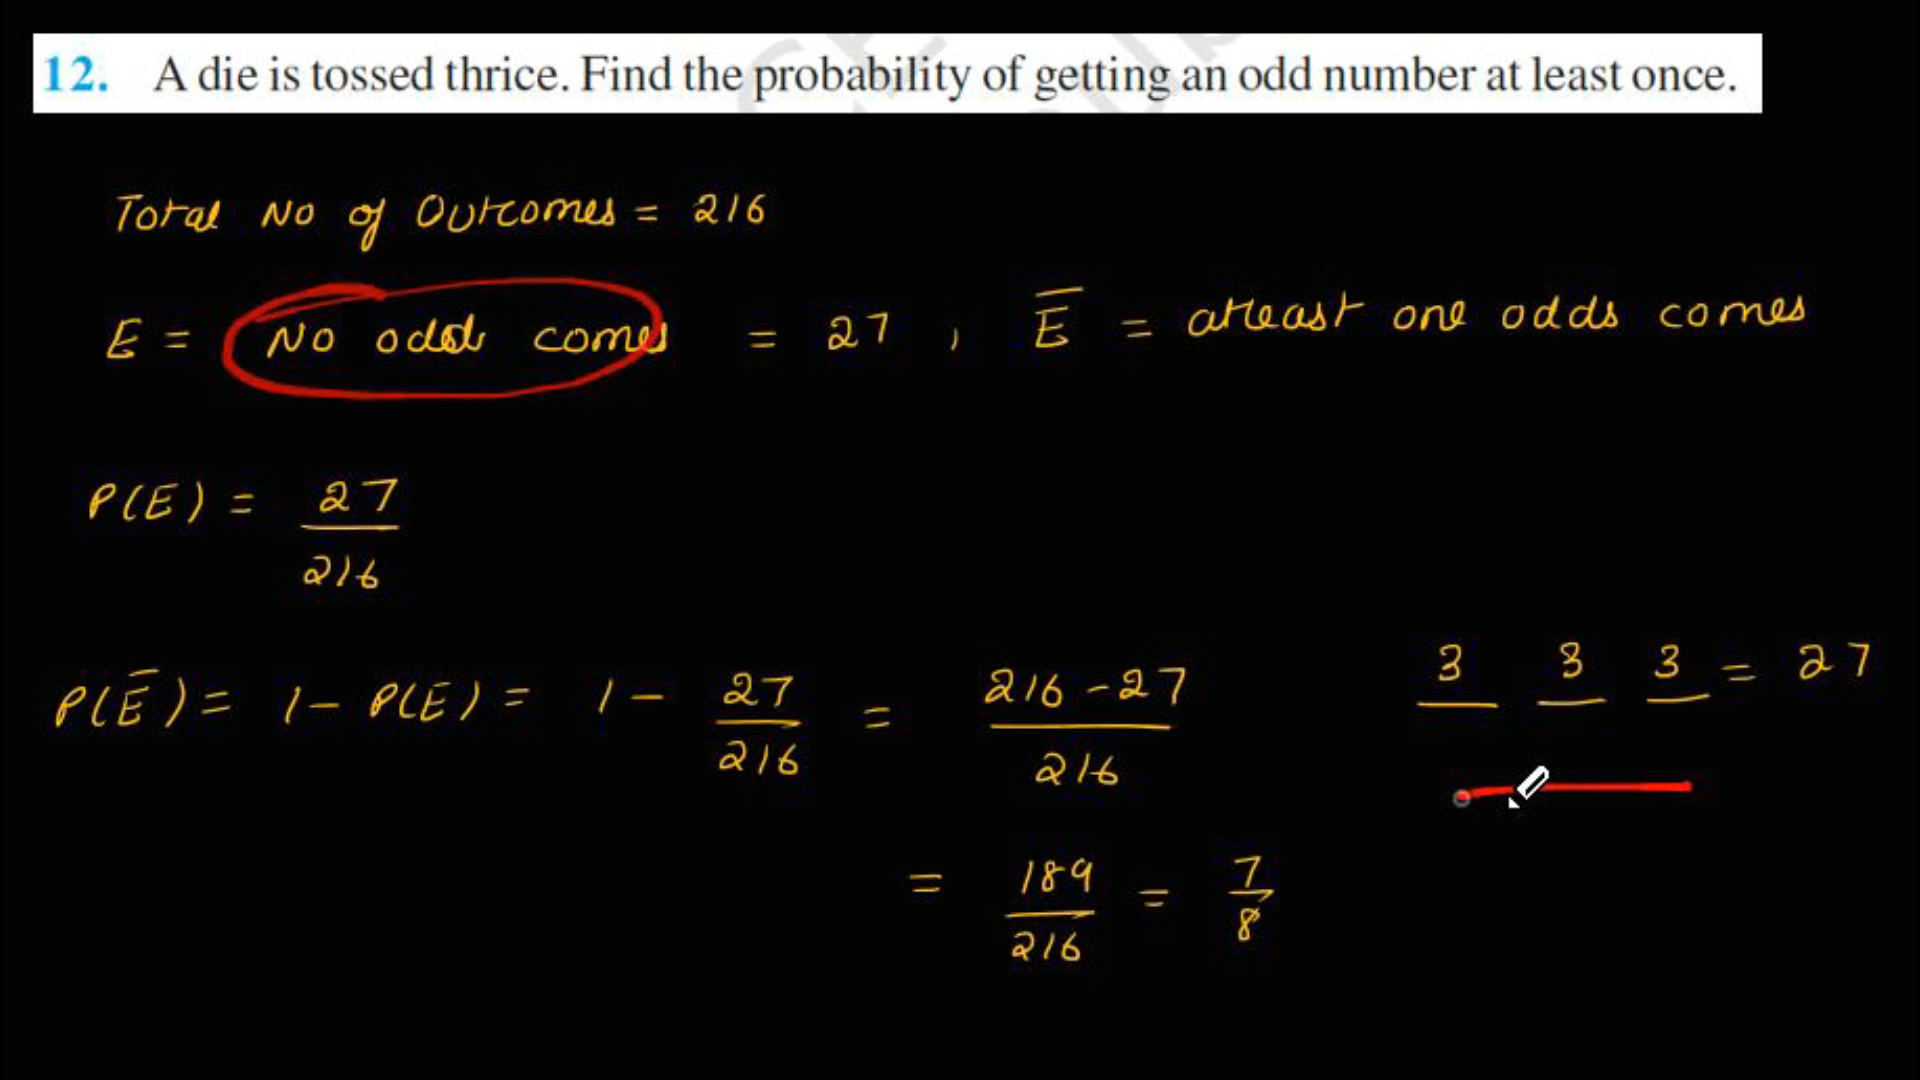 12. A die is tossed thrice. Find the probability of getting an odd number at least once.
Total No of Outcomes = 216
E = No odds comes = 27 , E̅ = atleast one odds comes
P(E) = 27/216
P(E̅) = 1 - P(E) = 1 - 27/216 = (216 - 27)/216
3 3 3 = 27
= 189/216 = 7/8